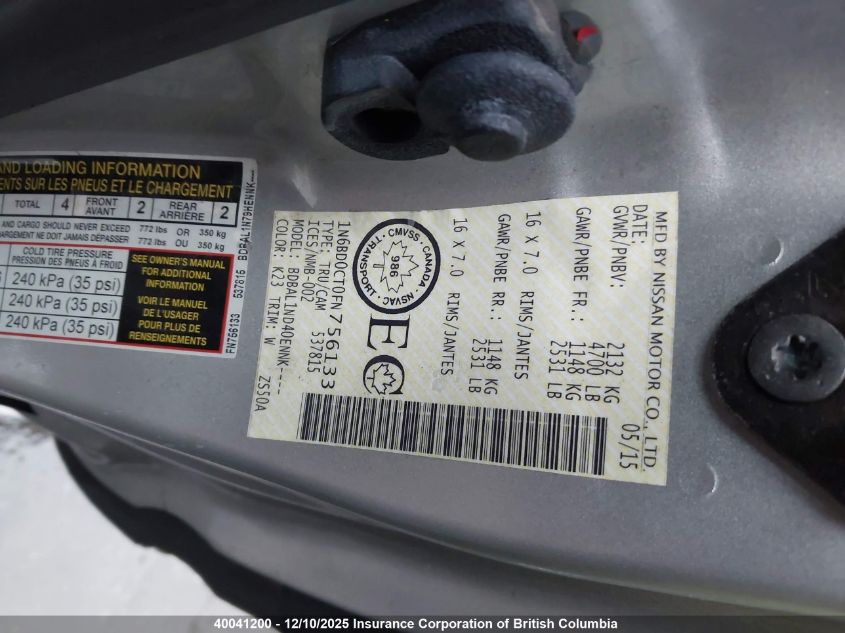 AND LOADING INFORMATION
ENTS SUR LES PNEUS ET LE CHARGEMENT
TOTAL 4 FRONT AVANT 2 REAR ARRIÈRE 2
AND CARGO SHOULD NEVER EXCEED 772 lbs OR 350 kg
HARGEMENT NE DOIT JAMAIS DÉPASSER 772 lbs OU 350 kg
COLD TIRE PRESSURE
PRESSION DES PNEUS À FROID
240 kPa (35 psi)
240 kPa (35 psi)
240 kPa (35 psi)
SEE OWNER'S MANUAL
FOR ADDITIONAL
INFORMATION
VOIR LE MANUEL
DE L'USAGER
POUR PLUS DE
RENSEIGNEMENTS
FN756133 537815 BDBAL1N79HENNK----
MFD BY NISSAN MOTOR CO., LTD.
DATE: 05/15
GVWR/PNBV: 2132 KG
4700 LB
GAWR/PNBE FR.: 1148 KG
2531 LB
16 X 7.0 RIMS/JANTES
GAWR/PNBE RR.: 1148 KG
2531 LB
16 X 7.0 RIMS/JANTES
CMVSS · CANADA
NSVAC · TRANSPORT
986
EC
1N6BD0CT0FN756133
TYPE: TRU/CAM 537815
ICES/NMB-002
MODEL: BDBALIND4DENNK----
COLOR: K23 TRIM: W ZS50A
40041200 - 12/10/2025 Insurance Corporation of British Columbia